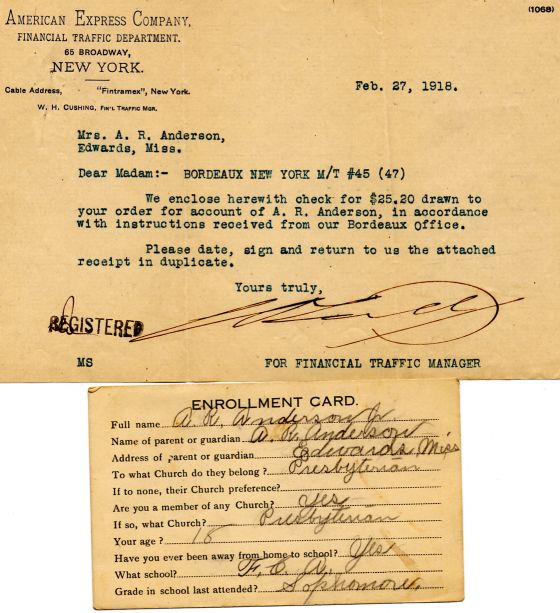 (1068)
AMERICAN EXPRESS COMPANY,
FINANCIAL TRAFFIC DEPARTMENT.
65 BROADWAY,
NEW YORK.
Cable Address, "Fintramex", New York.
W. H. CUSHING, FIN'L TRAFFIC MGR.
Feb. 27, 1918.
Mrs. A. R. Anderson,
Edwards, Miss.
Dear Madam:- BORDEAUX NEW YORK M/T #45 (47)
We enclose herewith check for $25.20 drawn to
your order for account of A. R. Anderson, in accordance
with instructions received from our Bordeaux Office.
Please date, sign and return to us the attached
receipt in duplicate.
Yours truly,
REGISTERED
MS FOR FINANCIAL TRAFFIC MANAGER
ENROLLMENT CARD.
Full name A. R. Anderson Jr
Name of parent or guardian A. R. Anderson
Address of parent or guardian Edwards, Miss
To what Church do they belong? Presbyterian
If to none, their Church preference?
Are you a member of any Church? Yes
If so, what Church? Presbyterian
Your age?
Have you ever been away from home to school? Yes
What school? F. C. A.
Grade in school last attended? Sophomore.